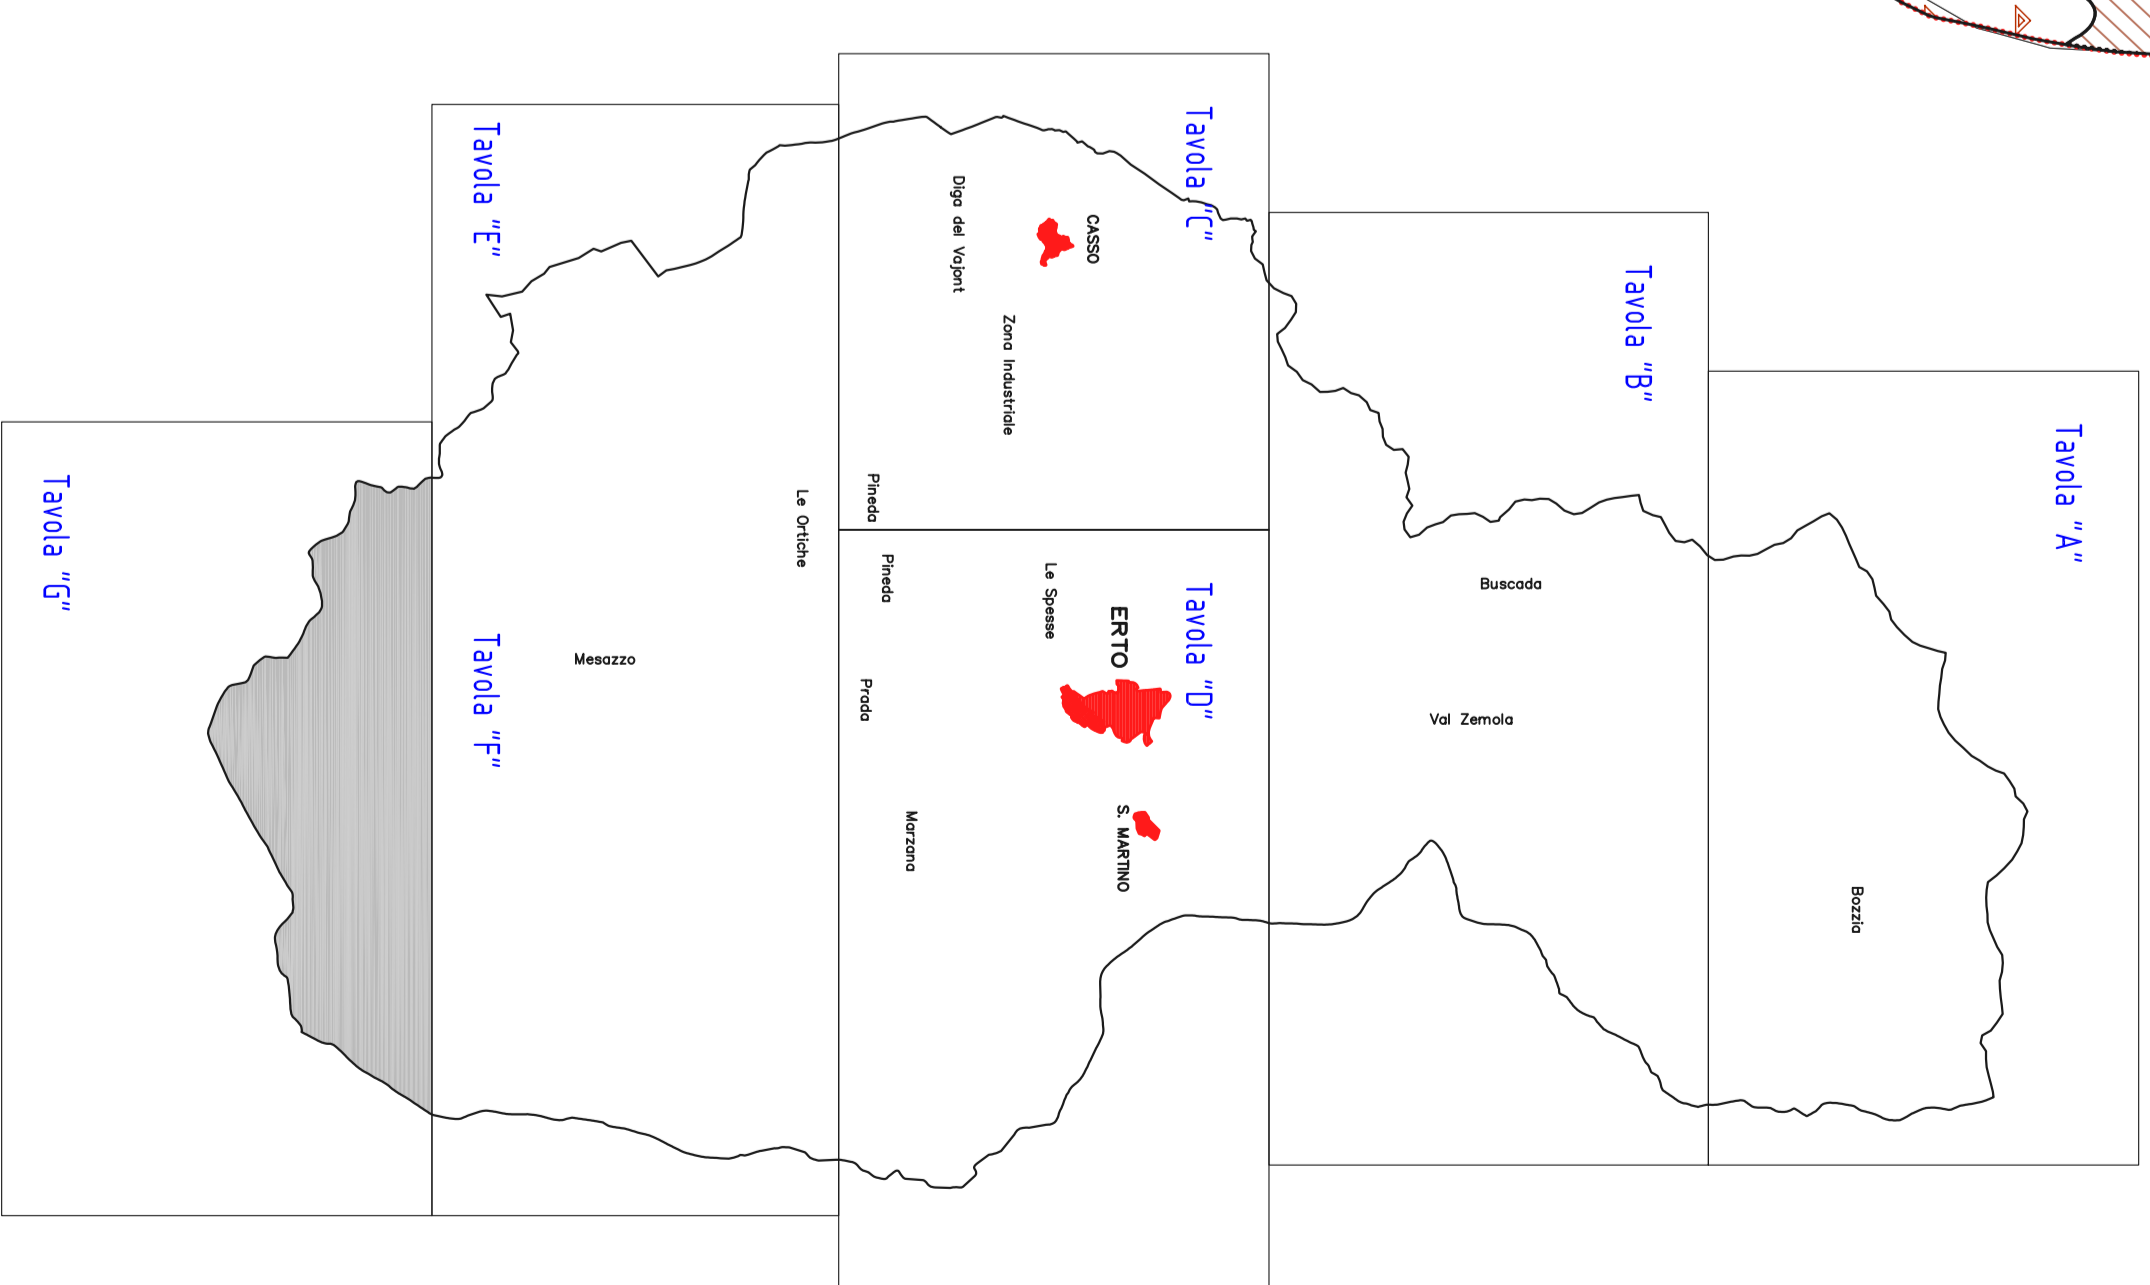 Tavola "A"
Bozzia
Tavola "B"
Buscada
Val Zemola
Tavola "C"
CASSO
Diga del Vajont
Zona Industriale
Pineda
Tavola "D"
ERTO
S. MARTINO
Le Spesse
Pineda
Prada
Marzana
Tavola "E"
Le Ortiche
Tavola "F"
Mesazzo
Tavola "G"